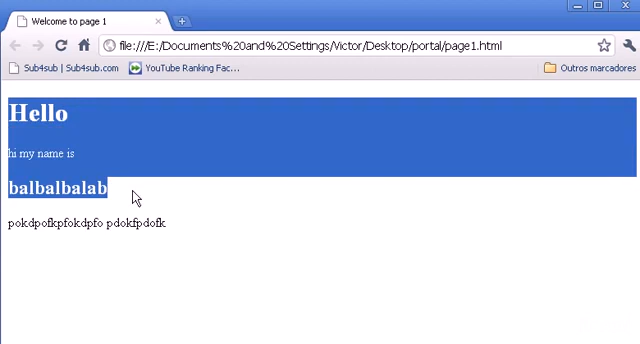 Welcome to page 1
file:///E:/Documents%20and%20Settings/Victor/Desktop/portal/page1.html
Sub4sub | Sub4sub.com
YouTube Ranking Fac...
Outros marcadores
Hello
hi my name is
balbalbalab
pokdpofkpfokdpfo pdokfpdofk